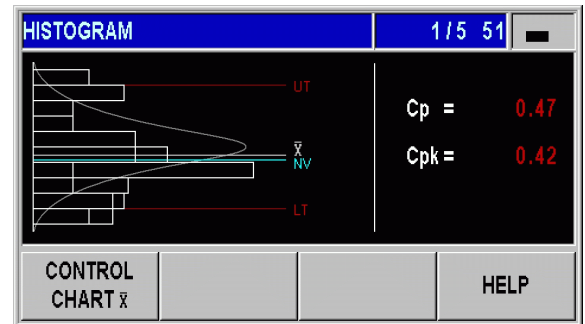 HISTOGRAM 1/5 51
UT
Cp = 0.47
x̅
NV
Cpk = 0.42
LT
CONTROL
CHART x̅
HELP